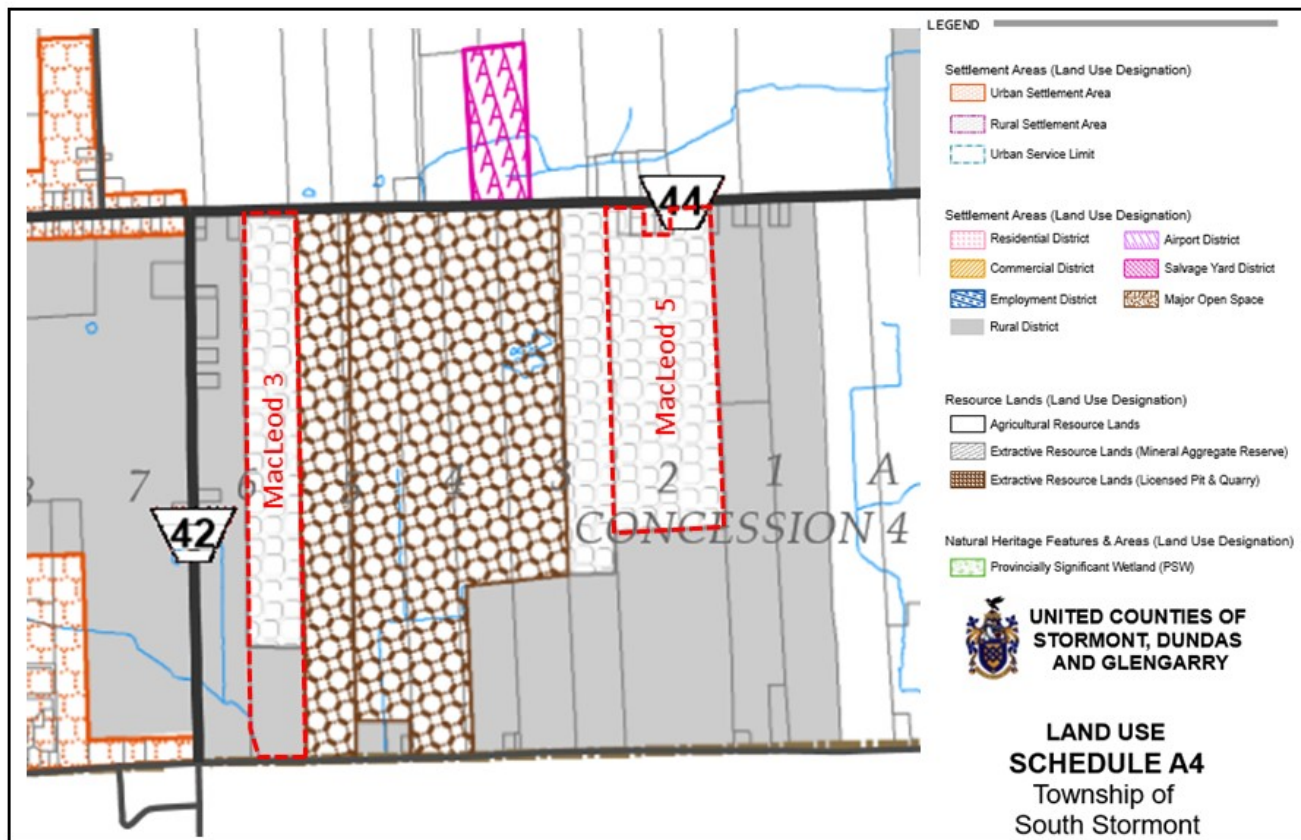 44
MacLeod 3
MacLeod 5
7
6
5
4
3
2
1
A
CONCESSION 4
42
LEGEND
Settlement Areas (Land Use Designation)
Urban Settlement Area
Rural Settlement Area
Urban Service Limit
Settlement Areas (Land Use Designation)
Residential District
Airport District
Commercial District
Salvage Yard District
Employment District
Major Open Space
Rural District
Resource Lands (Land Use Designation)
Agricultural Resource Lands
Extractive Resource Lands (Mineral Aggregate Reserve)
Extractive Resource Lands (Licensed Pit & Quarry)
Natural Heritage Features & Areas (Land Use Designation)
Provincially Significant Wetland (PSW)
UNITED COUNTIES OF
STORMONT, DUNDAS
AND GLENGARRY
LAND USE
SCHEDULE A4
Township of
South Stormont